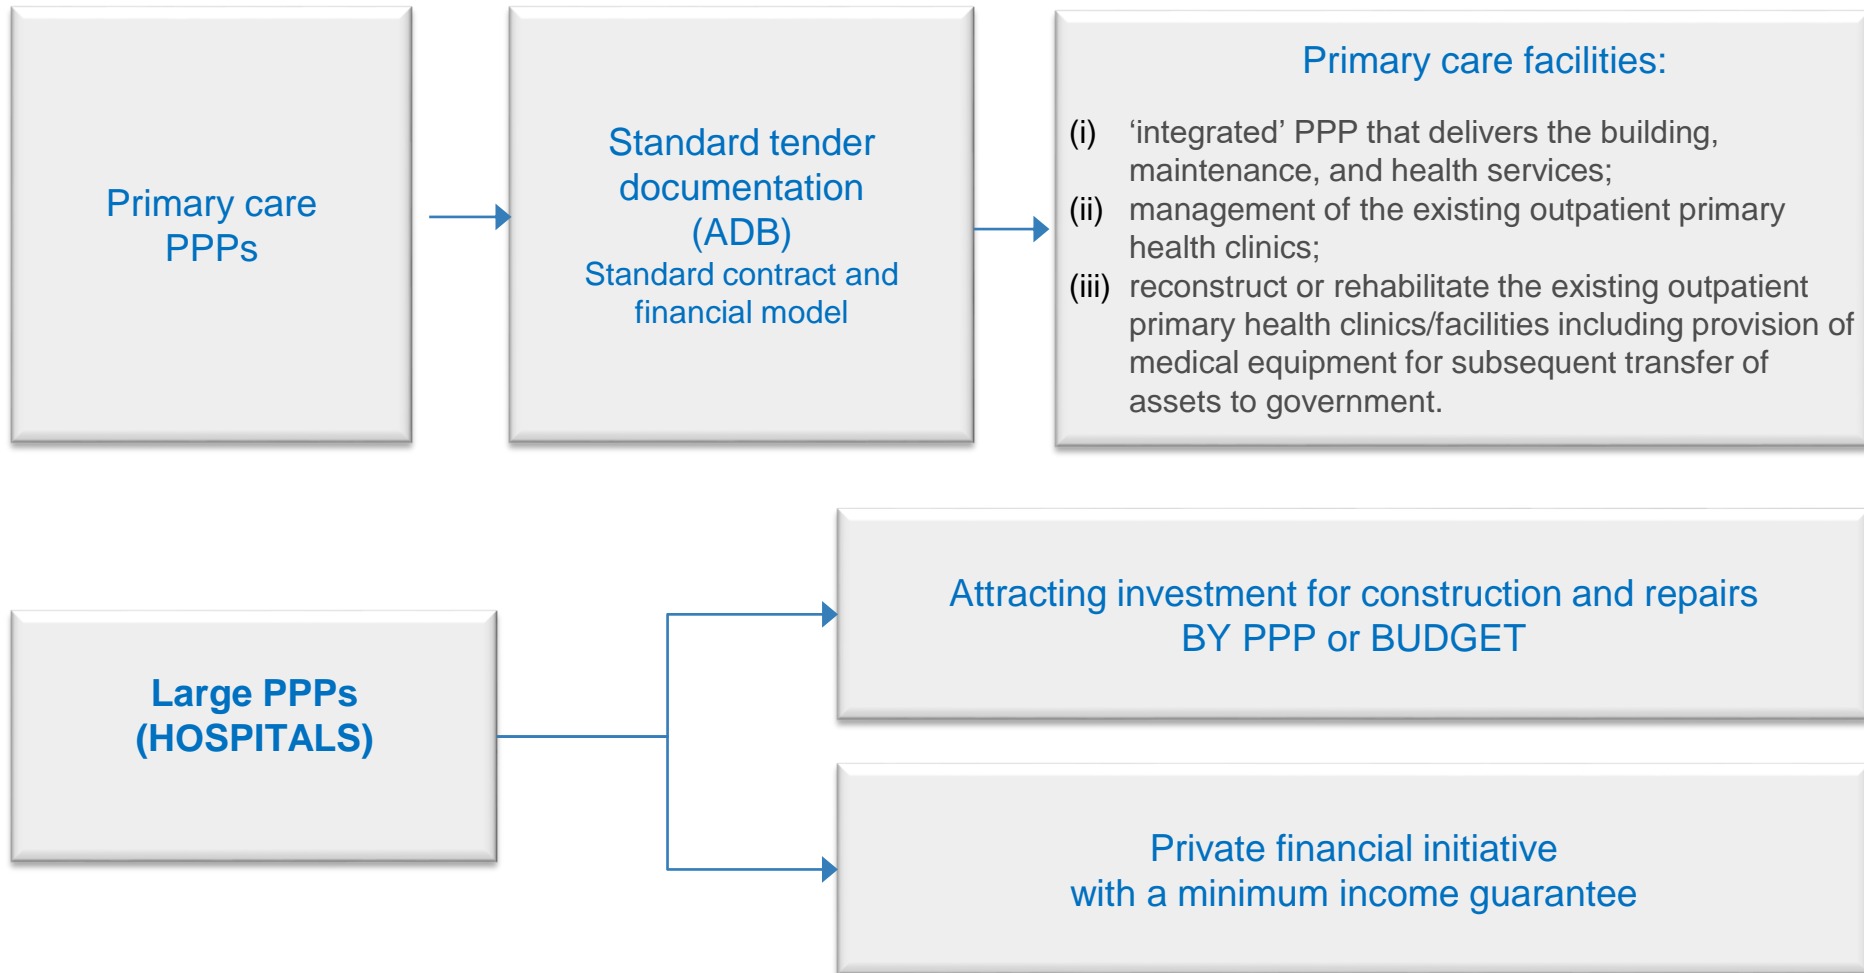 Primary care
PPPs
Standard tender
documentation
(ADB)
Standard contract and
financial model
Primary care facilities:
(i) ‘integrated’ PPP that delivers the building,
maintenance, and health services;
(ii) management of the existing outpatient primary
health clinics;
(iii) reconstruct or rehabilitate the existing outpatient
primary health clinics/facilities including provision of
medical equipment for subsequent transfer of
assets to government.
Large PPPs
(HOSPITALS)
Attracting investment for construction and repairs
BY PPP or BUDGET
Private financial initiative
with a minimum income guarantee